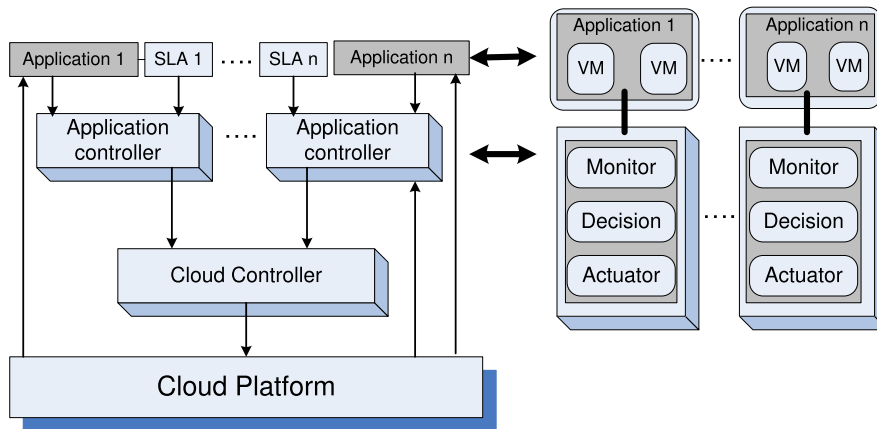 Application 1
SLA 1
....
SLA n
Application n
Application
controller
....
Application
controller
Cloud Controller
Cloud Platform
Application 1
VM
VM
....
Application n
VM
VM
Monitor
Decision
Actuator
....
Monitor
Decision
Actuator